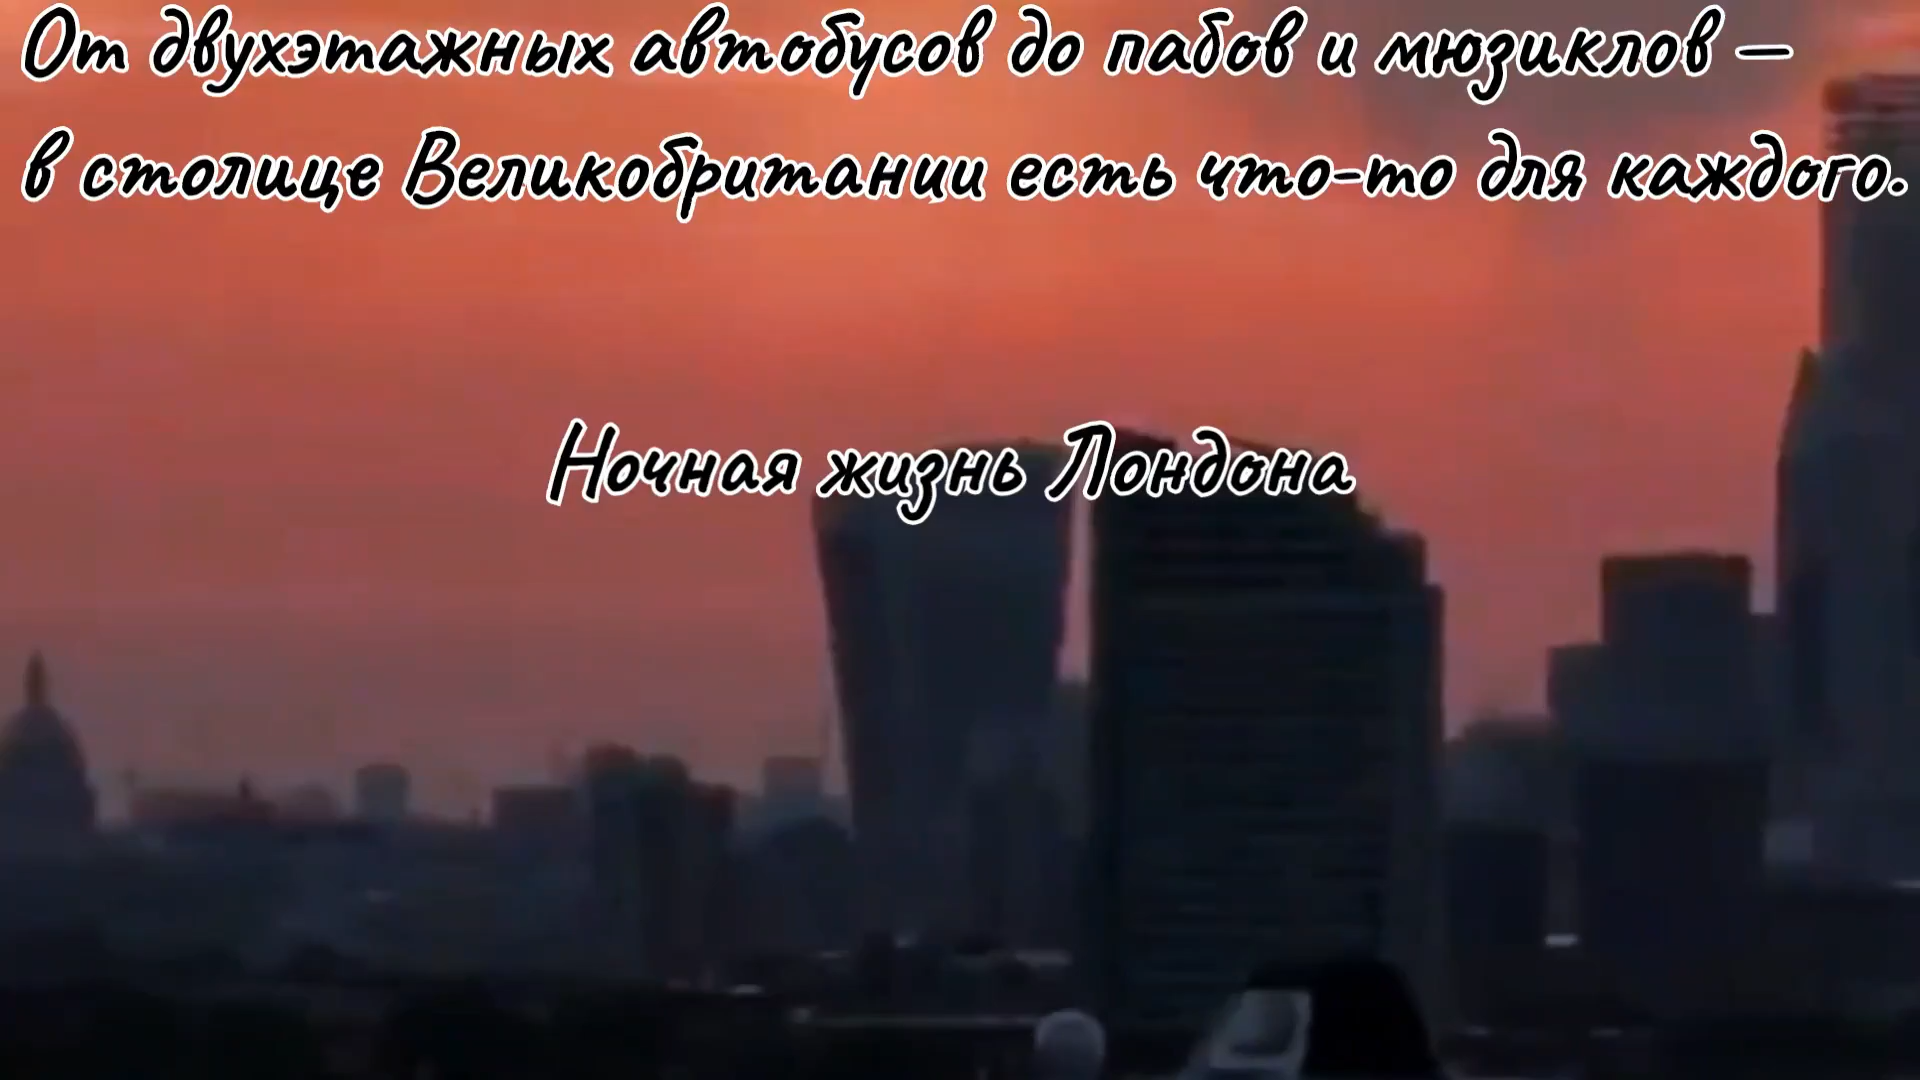 От двухэтажных автобусов до пабов и мюзиклов —
в столице Великобритании есть что-то для каждого.
Ночная жизнь Лондона